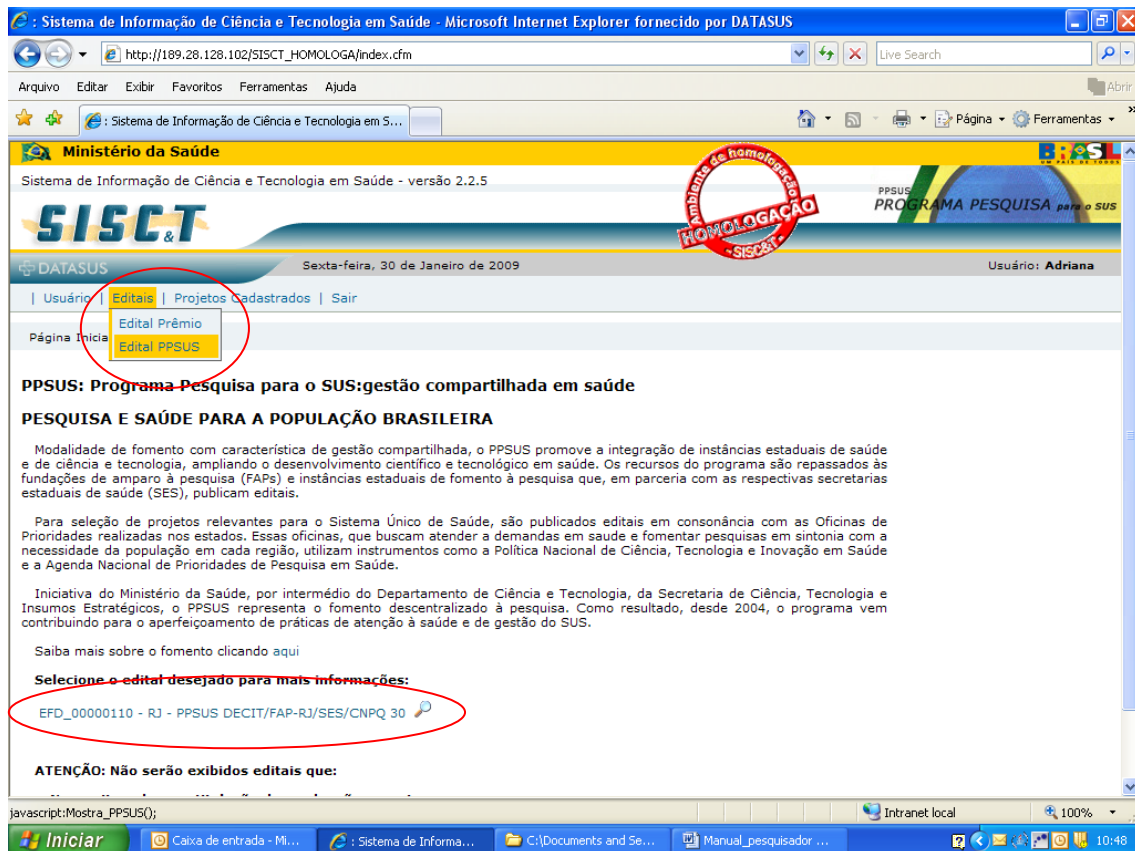 : Sistema de Informação de Ciência e Tecnologia em Saúde - Microsoft Internet Explorer fornecido por DATASUS
http://189.28.128.102/SISCT_HOMOLOGA/index.cfm
Live Search
Arquivo Editar Exibir Favoritos Ferramentas Ajuda
Abrir
: Sistema de Informação de Ciência e Tecnologia em S...
Página Ferramentas
Ministério da Saúde
BRASIL
UM PAÍS DE TODOS
Sistema de Informação de Ciência e Tecnologia em Saúde - versão 2.2.5
Ambiente de homologação
HOMOLOGAÇÃO
- SISC&T -
PPSUS
PROGRAMA PESQUISA para o SUS
SISC&T
DATASUS
Sexta-feira, 30 de Janeiro de 2009
Usuário: Adriana
| Usuário | Editais | Projetos Cadastrados | Sair
Edital Prêmio
Página Inicia
Edital PPSUS
PPSUS: Programa Pesquisa para o SUS:gestão compartilhada em saúde
PESQUISA E SAÚDE PARA A POPULAÇÃO BRASILEIRA
Modalidade de fomento com característica de gestão compartilhada, o PPSUS promove a integração de instâncias estaduais de saúde
e de ciência e tecnologia, ampliando o desenvolvimento científico e tecnológico em saúde. Os recursos do programa são repassados às
fundações de amparo à pesquisa (FAPs) e instâncias estaduais de fomento à pesquisa que, em parceria com as respectivas secretarias
estaduais de saúde (SES), publicam editais.
Para seleção de projetos relevantes para o Sistema Único de Saúde, são publicados editais em consonância com as Oficinas de
Prioridades realizadas nos estados. Essas oficinas, que buscam atender a demandas em saude e fomentar pesquisas em sintonia com a
necessidade da população em cada região, utilizam instrumentos como a Política Nacional de Ciência, Tecnologia e Inovação em Saúde
e a Agenda Nacional de Prioridades de Pesquisa em Saúde.
Iniciativa do Ministério da Saúde, por intermédio do Departamento de Ciência e Tecnologia, da Secretaria de Ciência, Tecnologia e
Insumos Estratégicos, o PPSUS representa o fomento descentralizado à pesquisa. Como resultado, desde 2004, o programa vem
contribuindo para o aperfeiçoamento de práticas de atenção à saúde e de gestão do SUS.
Saiba mais sobre o fomento clicando aqui
Selecione o edital desejado para mais informações:
EFD_00000110 - RJ - PPSUS DECIT/FAP-RJ/SES/CNPQ 30
ATENÇÃO: Não serão exibidos editais que:
javascript:Mostra_PPSUS();
Intranet local
100%
Iniciar
Caixa de entrada - Mi...
: Sistema de Informa...
C:\Documents and Se...
Manual_pesquisador ...
10:48